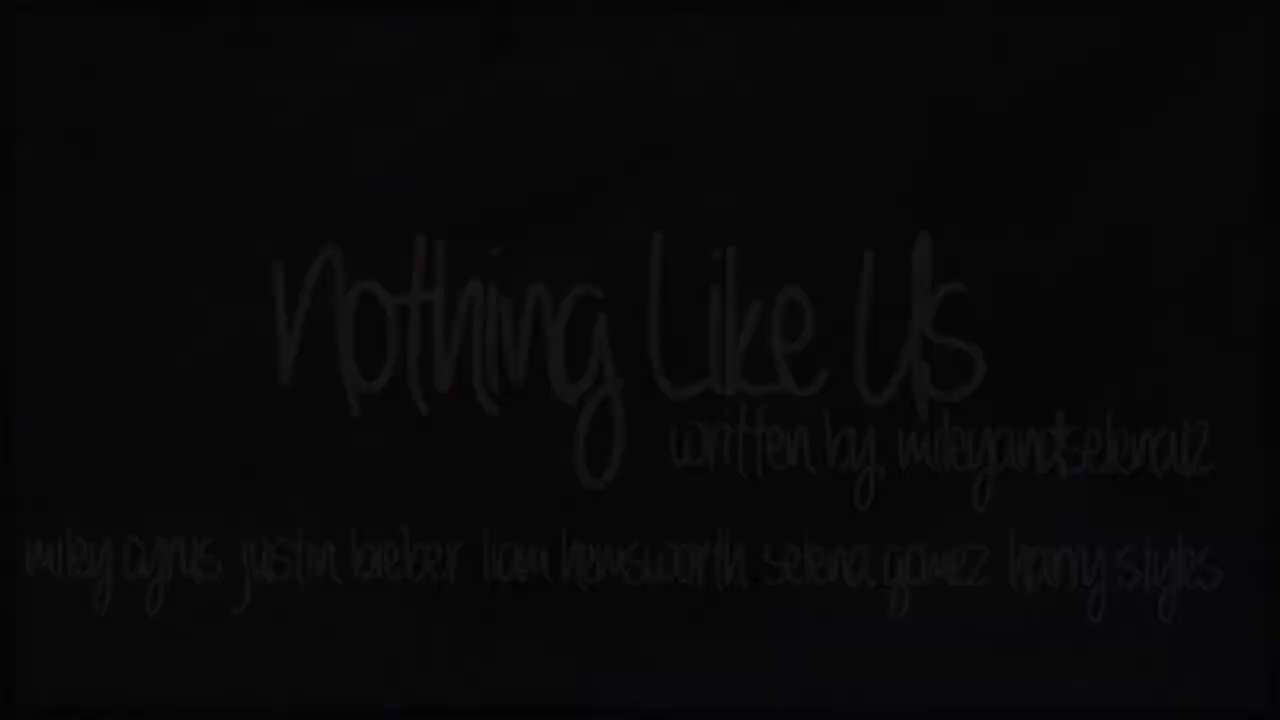 Nothing Like Us
written by mileyandselena12
miley cyrus justin bieber liam hemsworth selena gomez harry styles